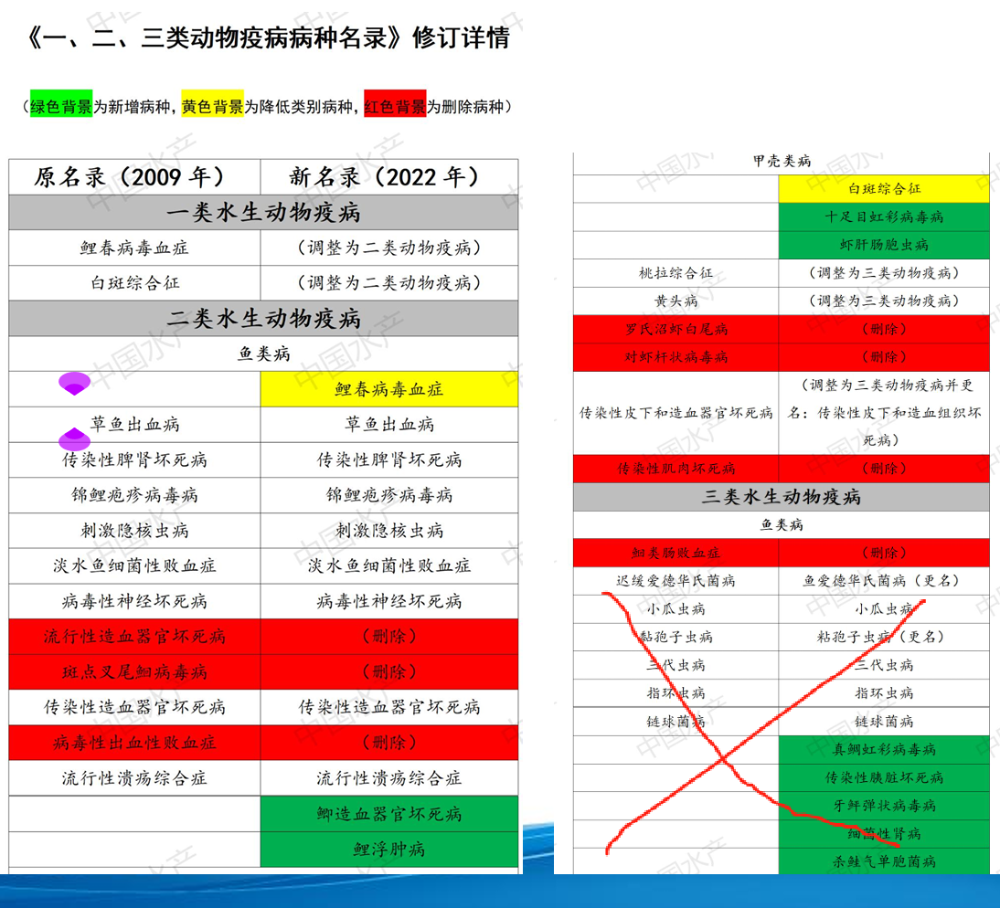 《一、二、三类动物疫病病种名录》修订详情
（绿色背景为新增病种，黄色背景为降低类别病种，红色背景为删除病种）
原名录（2009 年） 新名录（2022 年）
一类水生动物疫病
鲤春病毒血症 （调整为二类动物疫病）
白斑综合征 （调整为二类动物疫病）
二类水生动物疫病
鱼类病
鲤春病毒血症
草鱼出血病 草鱼出血病
传染性脾肾坏死病 传染性脾肾坏死病
锦鲤疱疹病毒病 锦鲤疱疹病毒病
刺激隐核虫病 刺激隐核虫病
淡水鱼细菌性败血症 淡水鱼细菌性败血症
病毒性神经坏死病 病毒性神经坏死病
流行性造血器官坏死病 （删除）
斑点叉尾鮰病毒病 （删除）
传染性造血器官坏死病 传染性造血器官坏死病
病毒性出血性败血症 （删除）
流行性溃疡综合症 流行性溃疡综合症
鲫造血器官坏死病
鲤浮肿病
甲壳类病
白斑综合征
十足目虹彩病毒病
虾肝肠胞虫病
桃拉综合征 （调整为三类动物疫病）
黄头病 （调整为三类动物疫病）
罗氏沼虾白尾病 （删除）
对虾杆状病毒病 （删除）
传染性皮下和造血器官坏死病 （调整为三类动物疫病并更
名：传染性皮下和造血组织坏
死病）
传染性肌肉坏死病 （删除）
三类水生动物疫病
鱼类病
鮰类肠败血症 （删除）
迟缓爱德华氏菌病 鱼爱德华氏菌病（更名）
小瓜虫病 小瓜虫病
黏孢子虫病 粘孢子虫病（更名）
三代虫病 三代虫病
指环虫病 指环虫病
链球菌病 链球菌病
真鲷虹彩病毒病
传染性胰脏坏死病
牙鲆弹状病毒病
细菌性肾病
杀鲑气单胞菌病
中国水产